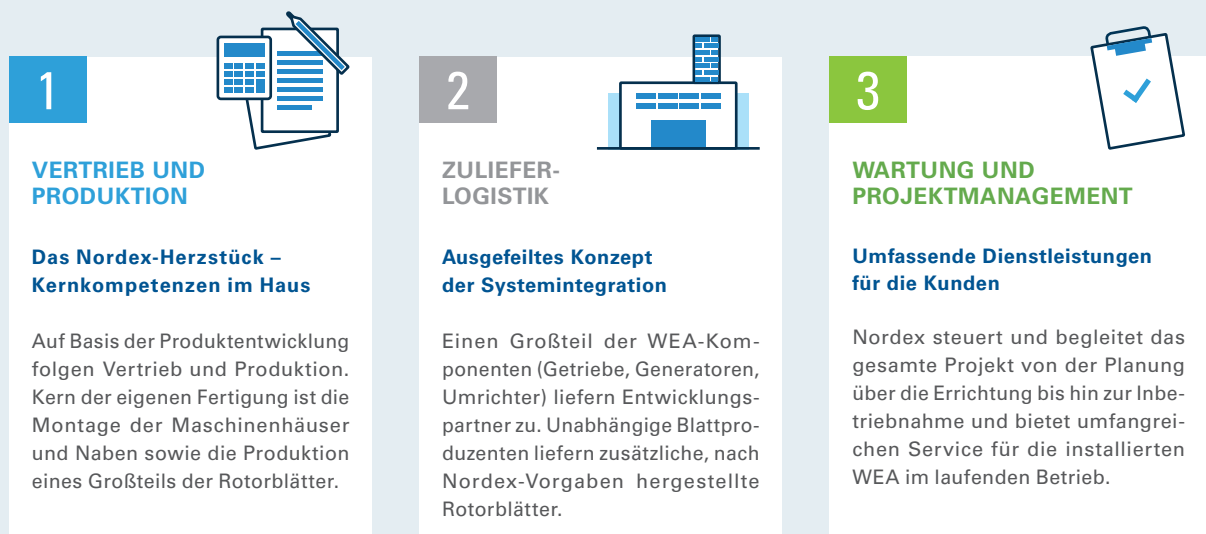 1
VERTRIEB UND
PRODUKTION
Das Nordex-Herzstück –
Kernkompetenzen im Haus
Auf Basis der Produktentwicklung
folgen Vertrieb und Produktion.
Kern der eigenen Fertigung ist die
Montage der Maschinenhäuser
und Naben sowie die Produktion
eines Großteils der Rotorblätter.
2
ZULIEFER-
LOGISTIK
Ausgefeiltes Konzept
der Systemintegration
Einen Großteil der WEA-Kom-
ponenten (Getriebe, Generatoren,
Umrichter) liefern Entwicklungs-
partner zu. Unabhängige Blattpro-
duzenten liefern zusätzliche, nach
Nordex-Vorgaben hergestellte
Rotorblätter.
3
WARTUNG UND
PROJEKTMANAGEMENT
Umfassende Dienstleistungen
für die Kunden
Nordex steuert und begleitet das
gesamte Projekt von der Planung
über die Errichtung bis hin zur Inbe-
triebnahme und bietet umfangrei-
chen Service für die installierten
WEA im laufenden Betrieb.